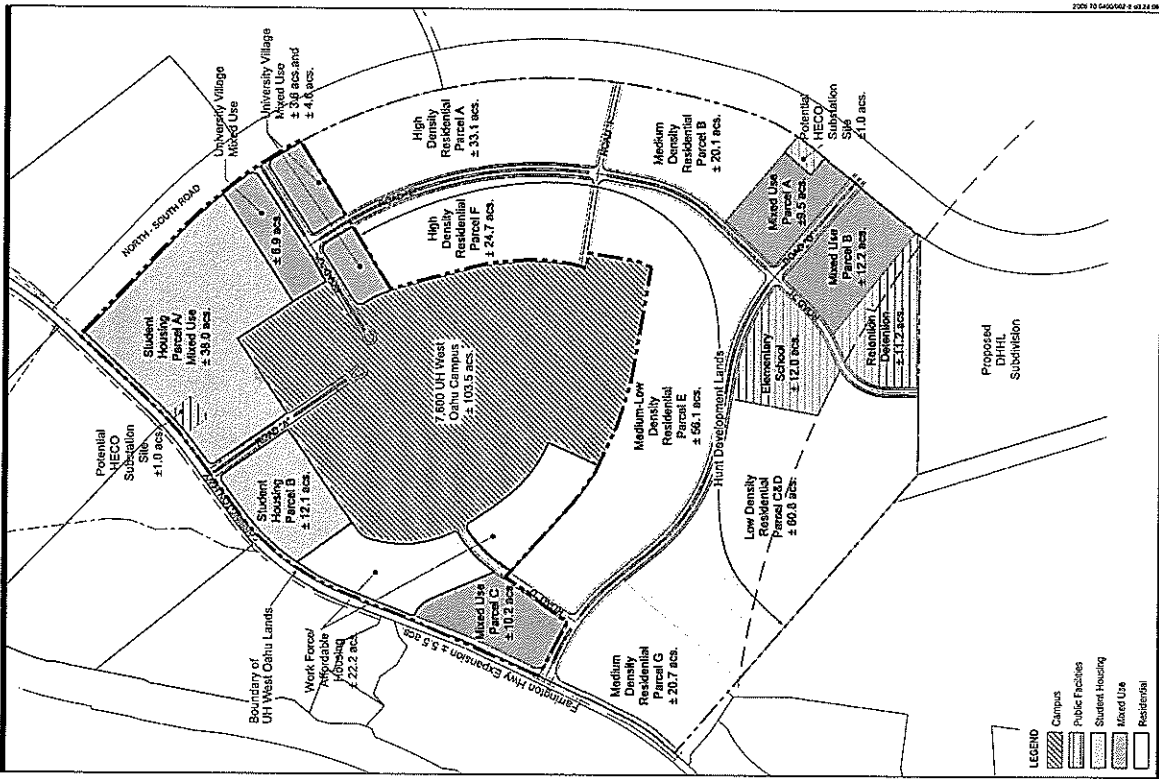 NORTH - SOUTH ROAD
University Village
Mixed Use
University Village
Mixed Use
± 3.8 acs.and
± 4.6 acs.
± 6.9 acs.
Student
Housing
Parcel A/
Mixed Use
± 38.0 acs.
Potential
HECO
Substation
Site
±1.0 acs.
ROAD "A"
Student
Housing
Parcel B
± 12.1 acs.
7,600 UH West
Oahu Campus
± 103.5 acs.
High
Density
Residential
Parcel A
± 33.1 acs.
High
Density
Residential
Parcel F
± 24.7 acs.
Medium
Density
Residential
Parcel B
± 20.1 acs.
Potential
HECO
Substation
Site
±1.0 acs.
Mixed Use
Parcel A
±9.5 acs.
Mixed Use
Parcel B
± 12.2 acs.
Retention
Detention
± 11.2 acs.
Elementary
School
± 12.0 acs.
Proposed
DHHL
Subdivision
Medium-Low
Density
Residential
Parcel E
± 56.1 acs.
Hunt Development Lands
Low Density
Residential
Parcel C&D
± 60.8 acs.
Boundary of
UH West Oahu Lands
Work Force/
Affordable
Housing
± 22.2 acs.
Mixed Use
Parcel C
± 10.2 acs.
Farrington Hwy Expansion ± 5.5 acs
Medium
Density
Residential
Parcel G
± 20.7 acs.
LEGEND
Campus
Public Facilities
Student Housing
Mixed Use
Residential